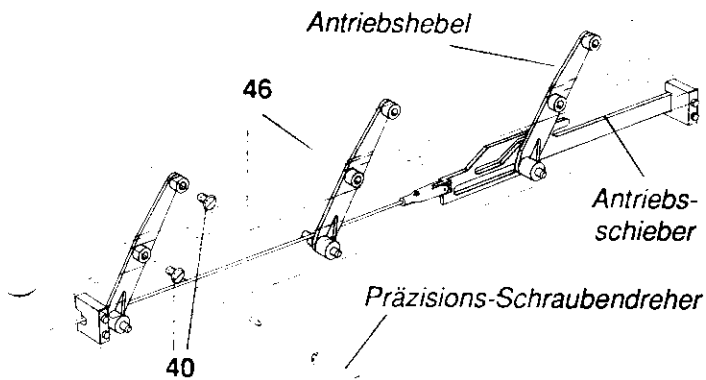 Antriebshebel
46
Antriebs-
schieber
Präzisions-Schraubendreher
40